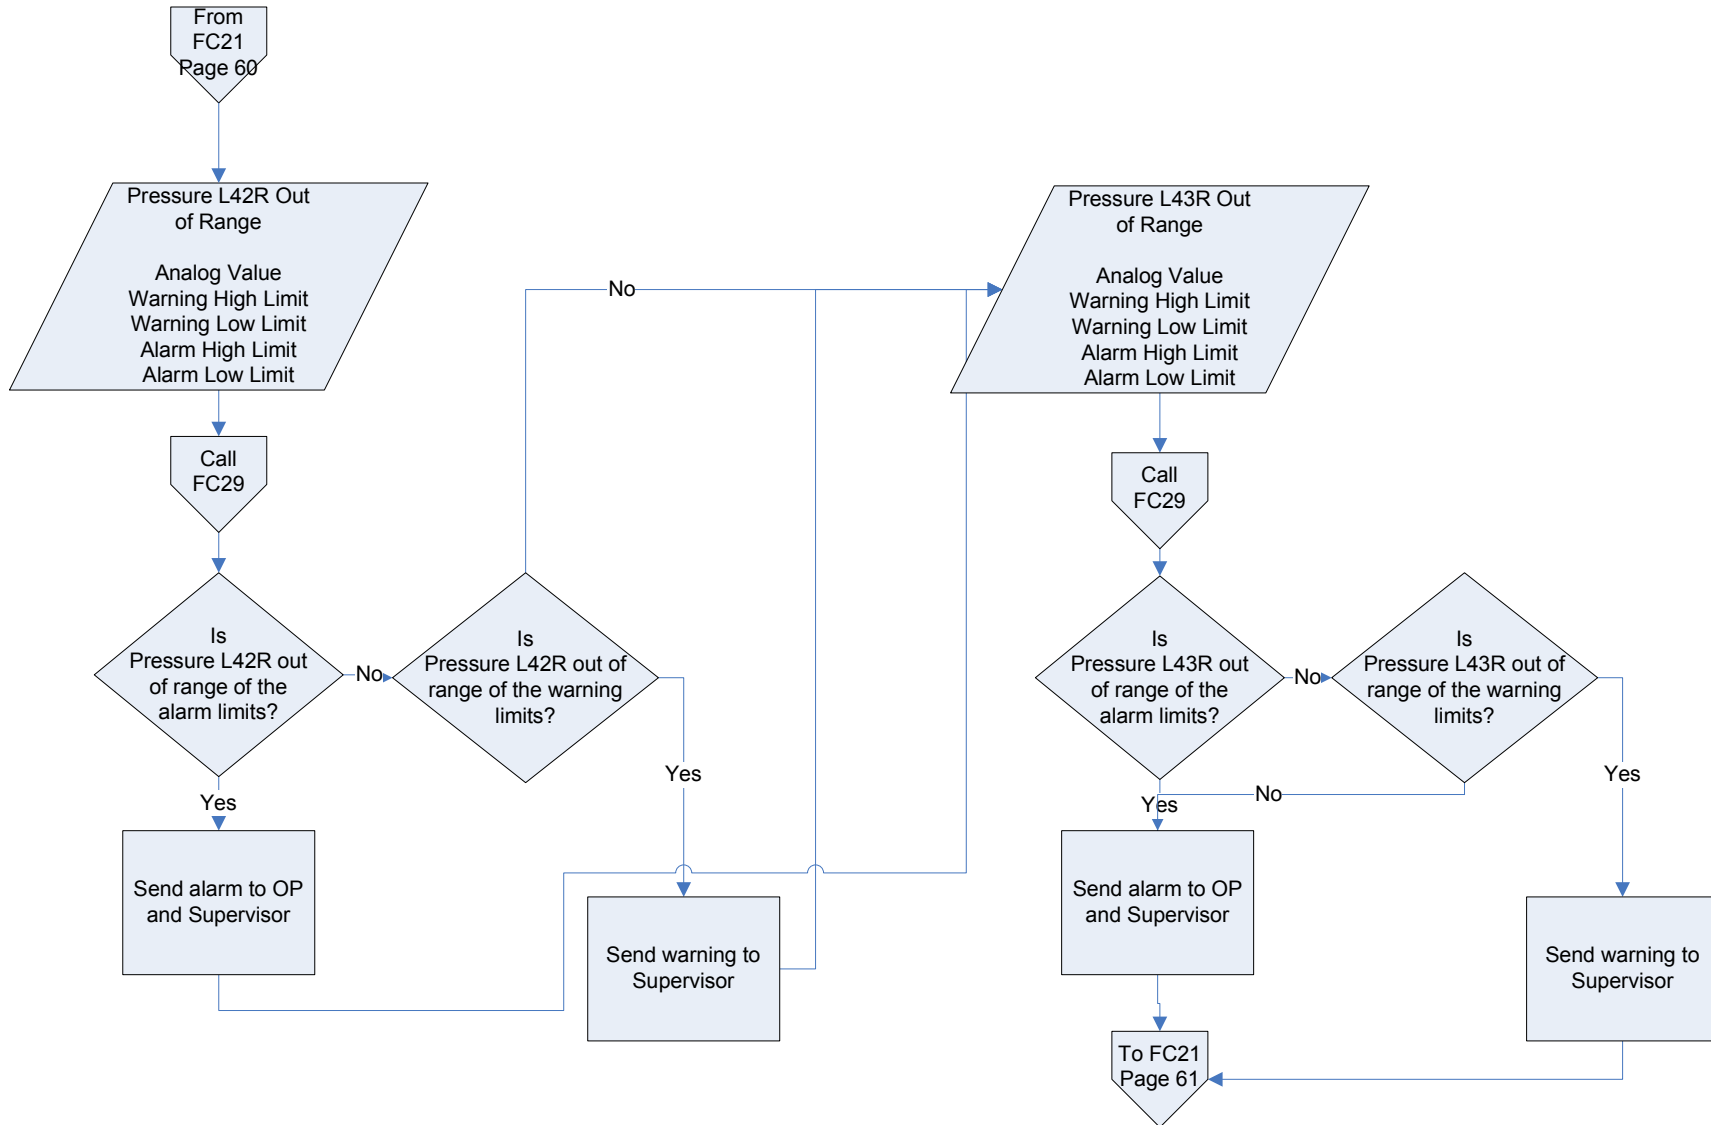 From
FC21
Page 60
Pressure L42R Out
of Range
Analog Value
Warning High Limit
Warning Low Limit
Alarm High Limit
Alarm Low Limit
Call
FC29
Is
Pressure L42R out
of range of the
alarm limits?
No
Is
Pressure L42R out of
range of the warning
limits?
No
Yes
Yes
Send alarm to OP
and Supervisor
Send warning to
Supervisor
Pressure L43R Out
of Range
Analog Value
Warning High Limit
Warning Low Limit
Alarm High Limit
Alarm Low Limit
Call
FC29
Is
Pressure L43R out
of range of the
alarm limits?
No
Is
Pressure L43R out of
range of the warning
limits?
Yes
No
Yes
Send alarm to OP
and Supervisor
Send warning to
Supervisor
To FC21
Page 61